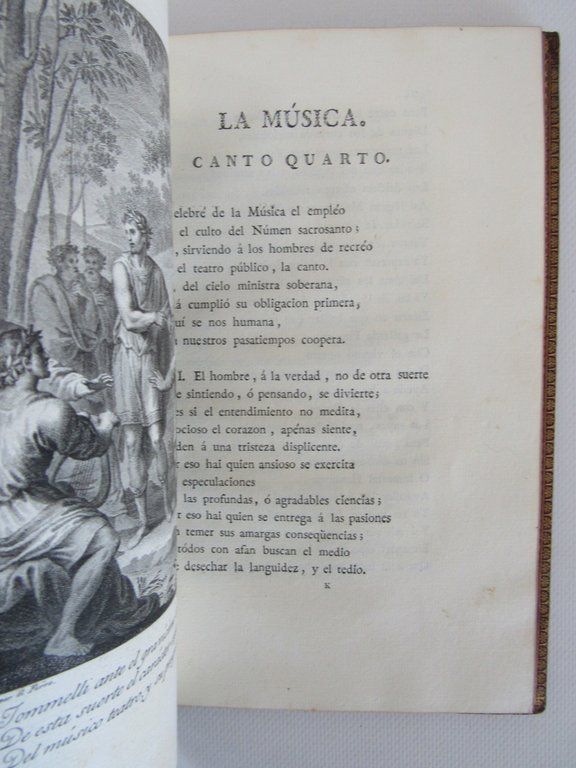 Tommelli ante el gran
De esta suerte el carácter
Del músico teatro, y
LA MÚSICA.
CANTO QUARTO.
elebré de la Música el empléo
el culto del Númen sacrosanto;
, sirviendo á los hombres de recréo
el teatro público, la canto.
, del cielo ministra soberana,
á cumplió su obligacion primera,
uí se nos humana,
nuestros pasatiempos coopera.
I. El hombre, á la verdad, no de otra suerte
e sintiendo, ó pensando, se divierte;
es si el entendimiento no medita,
ocioso el corazon, apénas siente,
den á una tristeza displicente.
r eso hai quien ansioso se exercita
especulaciones
las profundas, ó agradables ciencias;
r eso hai quien se entrega á las pasiones
n temer sus amargas conseqüencias;
tódos con afan buscan el medio
desechar la languidez, y el tedio.
K